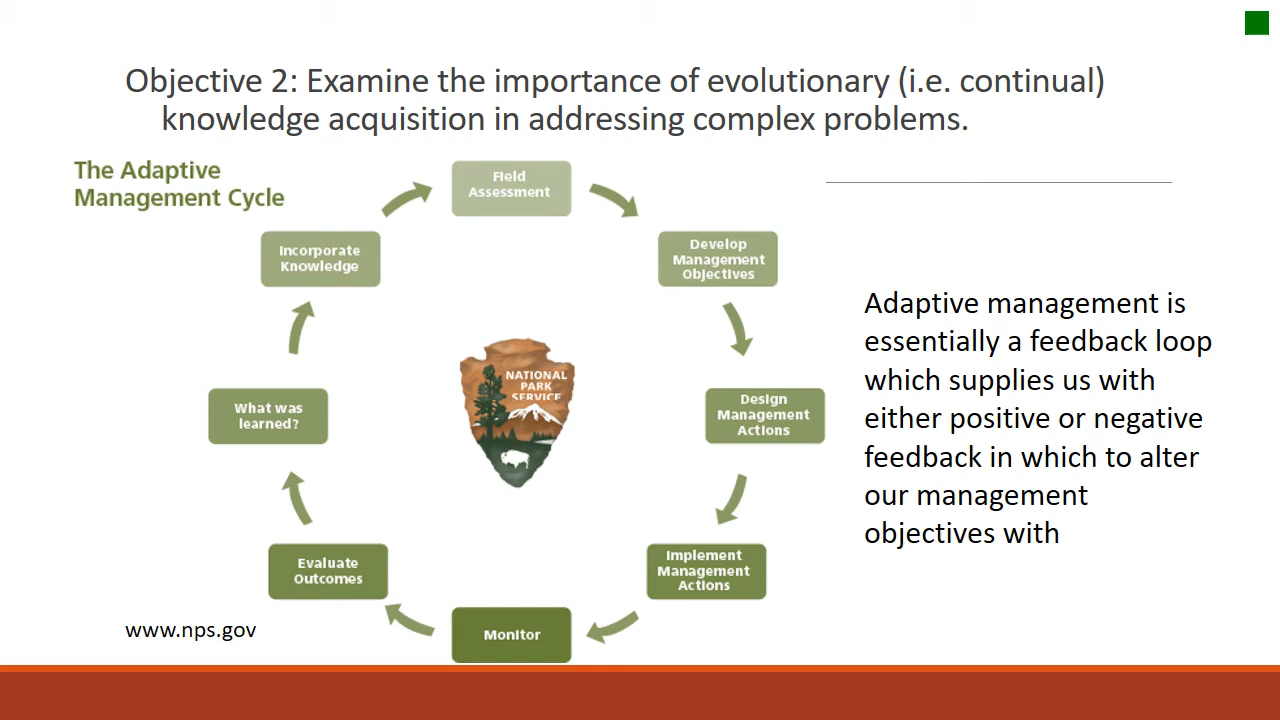 Objective 2: Examine the importance of evolutionary (i.e. continual)
knowledge acquisition in addressing complex problems.
The Adaptive
Management Cycle
Field
Assessment
Develop
Management
Objectives
Design
Management
Actions
Implement
Management
Actions
Monitor
Evaluate
Outcomes
What was
learned?
Incorporate
Knowledge
NATIONAL
PARK
SERVICE
Adaptive management is
essentially a feedback loop
which supplies us with
either positive or negative
feedback in which to alter
our management
objectives with
www.nps.gov